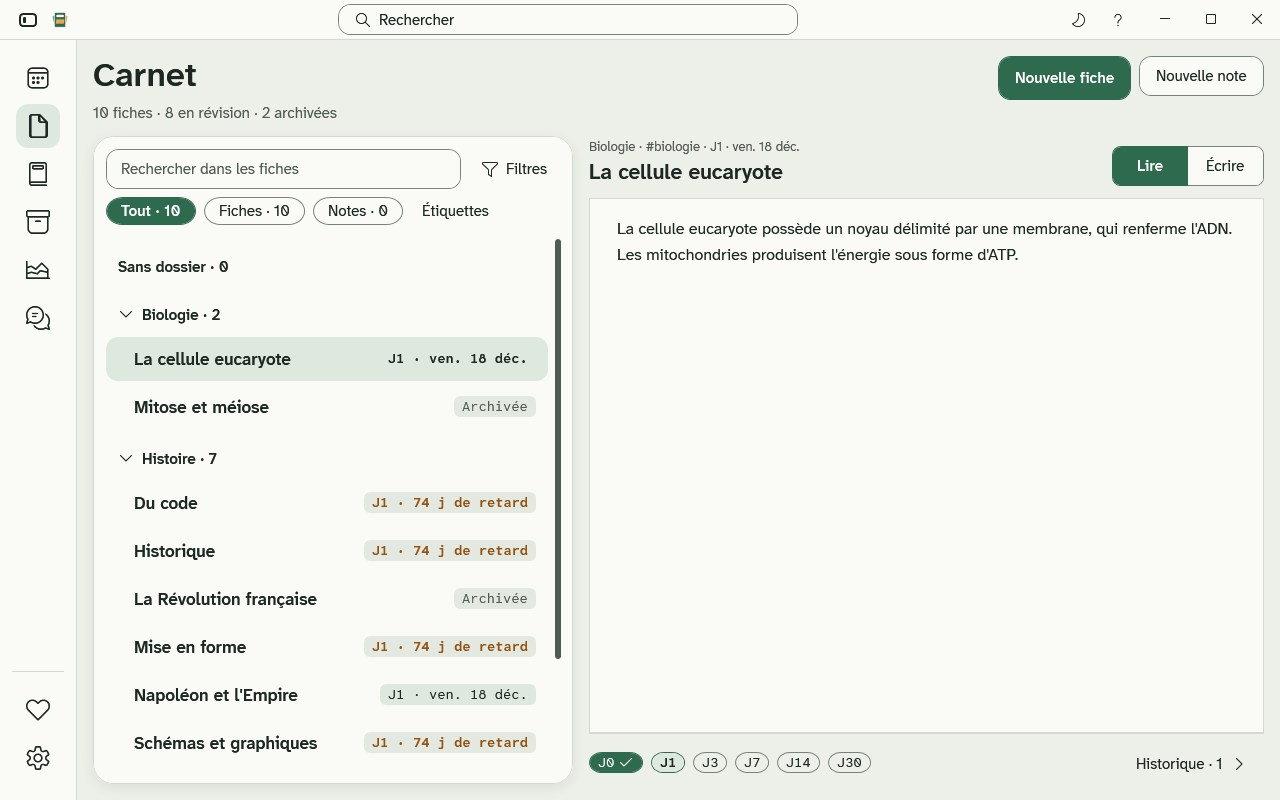 Rechercher
?
Carnet
10 fiches · 8 en révision · 2 archivées
Nouvelle fiche
Nouvelle note
Rechercher dans les fiches
Filtres
Tout · 10
Fiches · 10
Notes · 0
Étiquettes
Sans dossier · 0
Biologie · 2
La cellule eucaryote J1 · ven. 18 déc.
Mitose et méiose Archivée
Histoire · 7
Du code J1 · 74 j de retard
Historique J1 · 74 j de retard
La Révolution française Archivée
Mise en forme J1 · 74 j de retard
Napoléon et l'Empire J1 · ven. 18 déc.
Schémas et graphiques J1 · 74 j de retard
Biologie · #biologie · J1 · ven. 18 déc.
La cellule eucaryote
Lire
Écrire
La cellule eucaryote possède un noyau délimité par une membrane, qui renferme l'ADN.
Les mitochondries produisent l'énergie sous forme d'ATP.
J0 J1 J3 J7 J14 J30
Historique · 1